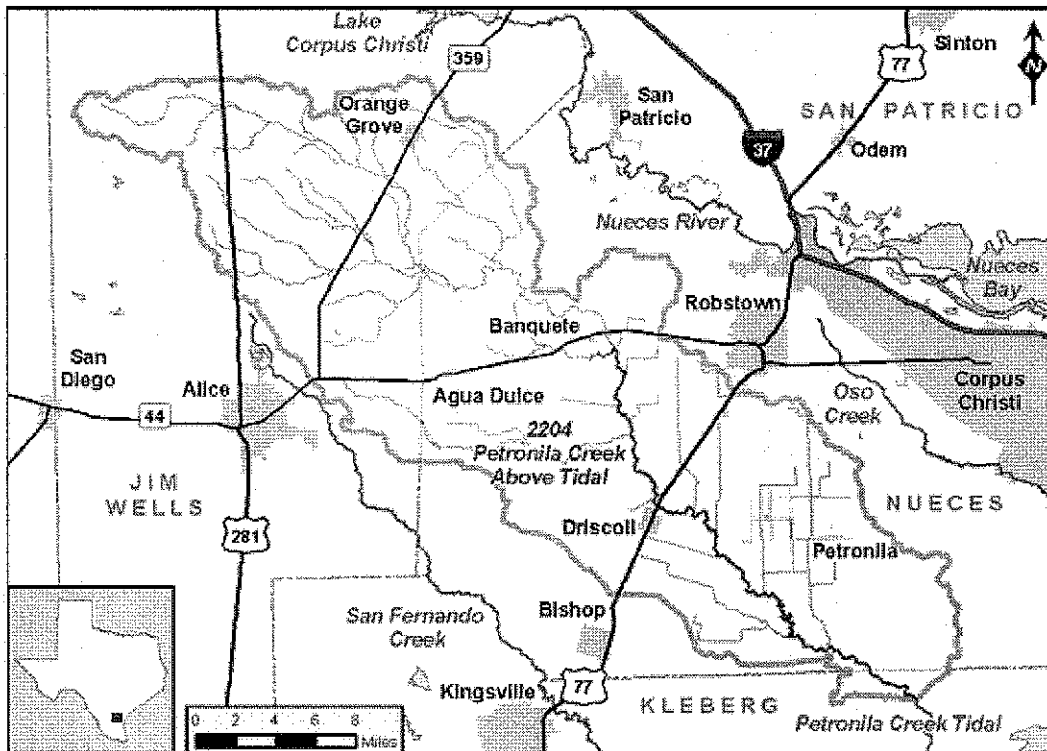 Lake
Corpus Christi
359
Sinton
77
N
Orange
Grove
San
Patricio
SAN PATRICIO
37
Odem
Nueces River
Nueces
Bay
Robstown
Banquete
San
Diego
Alice
44
Agua Dulce
Oso
Creek
Corpus
Christi
2204
Petronila Creek
Above Tidal
JIM
WELLS
NUECES
281
Driscoll
Petronila
San Fernando
Creek
Bishop
Kingsville
77
KLEBERG
Petronila Creek Tidal
0 2 4 6 8
Miles